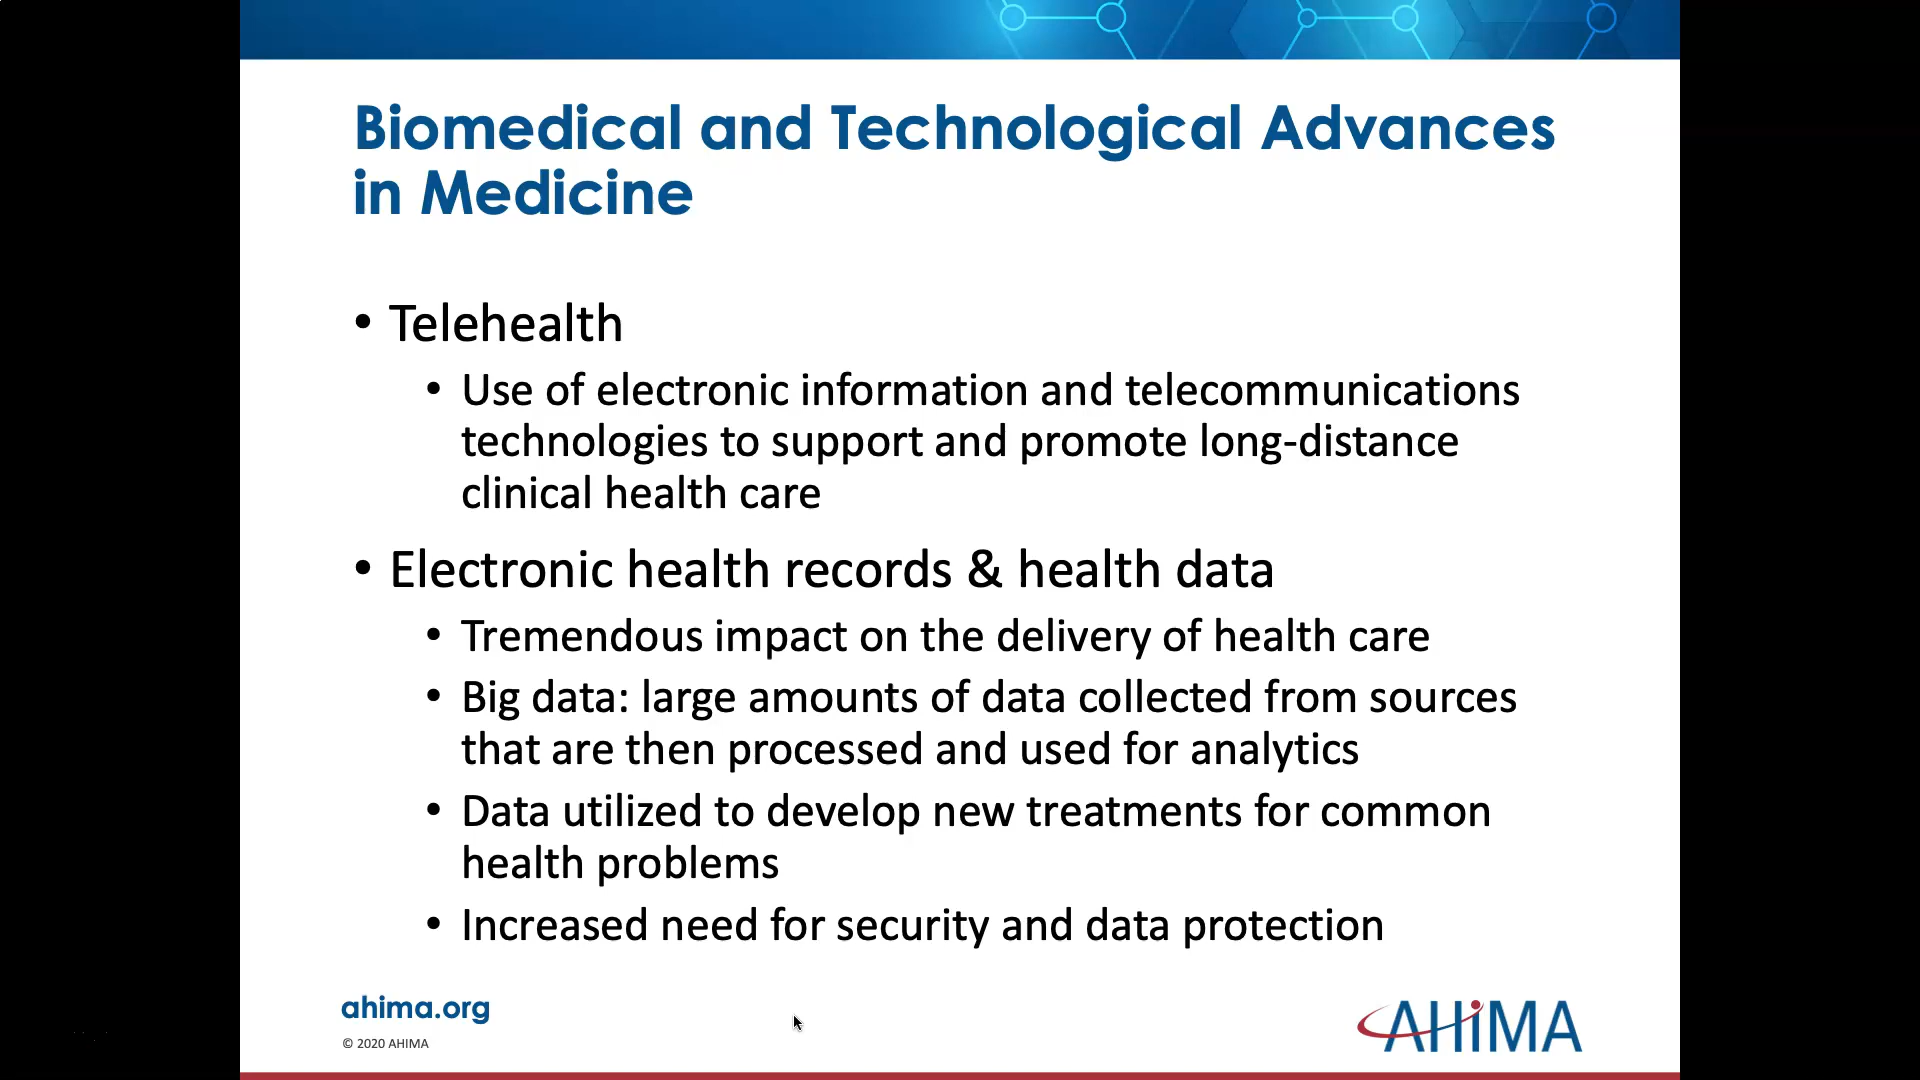 Biomedical and Technological Advances
in Medicine
• Telehealth
• Use of electronic information and telecommunications
technologies to support and promote long-distance
clinical health care
• Electronic health records & health data
• Tremendous impact on the delivery of health care
• Big data: large amounts of data collected from sources
that are then processed and used for analytics
• Data utilized to develop new treatments for common
health problems
• Increased need for security and data protection
ahima.org
© 2020 AHIMA
AHiMA